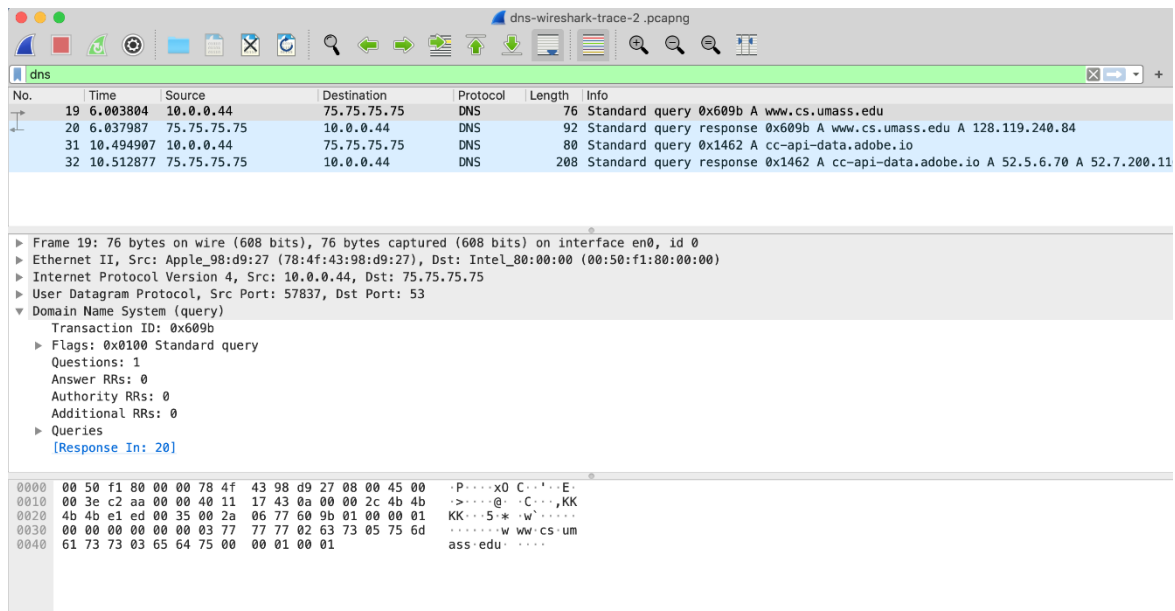 dns-wireshark-trace-2 .pcapng
dns
No. Time Source Destination Protocol Length Info
19 6.003804 10.0.0.44 75.75.75.75 DNS 76 Standard query 0x609b A www.cs.umass.edu
20 6.037987 75.75.75.75 10.0.0.44 DNS 92 Standard query response 0x609b A www.cs.umass.edu A 128.119.240.84
31 10.494907 10.0.0.44 75.75.75.75 DNS 80 Standard query 0x1462 A cc-api-data.adobe.io
32 10.512877 75.75.75.75 10.0.0.44 DNS 208 Standard query response 0x1462 A cc-api-data.adobe.io A 52.5.6.70 A 52.7.200.11
Frame 19: 76 bytes on wire (608 bits), 76 bytes captured (608 bits) on interface en0, id 0
Ethernet II, Src: Apple_98:d9:27 (78:4f:43:98:d9:27), Dst: Intel_80:00:00 (00:50:f1:80:00:00)
Internet Protocol Version 4, Src: 10.0.0.44, Dst: 75.75.75.75
User Datagram Protocol, Src Port: 57837, Dst Port: 53
Domain Name System (query)
Transaction ID: 0x609b
Flags: 0x0100 Standard query
Questions: 1
Answer RRs: 0
Authority RRs: 0
Additional RRs: 0
Queries
[Response In: 20]
0000 00 50 f1 80 00 00 78 4f 43 98 d9 27 08 00 45 00 ·P····xO C··'··E·
0010 00 3e c2 aa 00 00 40 11 17 43 0a 00 00 2c 4b 4b ·>····@· ·C···,KK
0020 4b 4b e1 ed 00 35 00 2a 06 77 60 9b 01 00 00 01 KK···5·* ·w`·····
0030 00 00 00 00 00 00 03 77 77 77 02 63 73 05 75 6d ·······w ww·cs·um
0040 61 73 73 03 65 64 75 00 00 01 00 01 ass·edu· ····